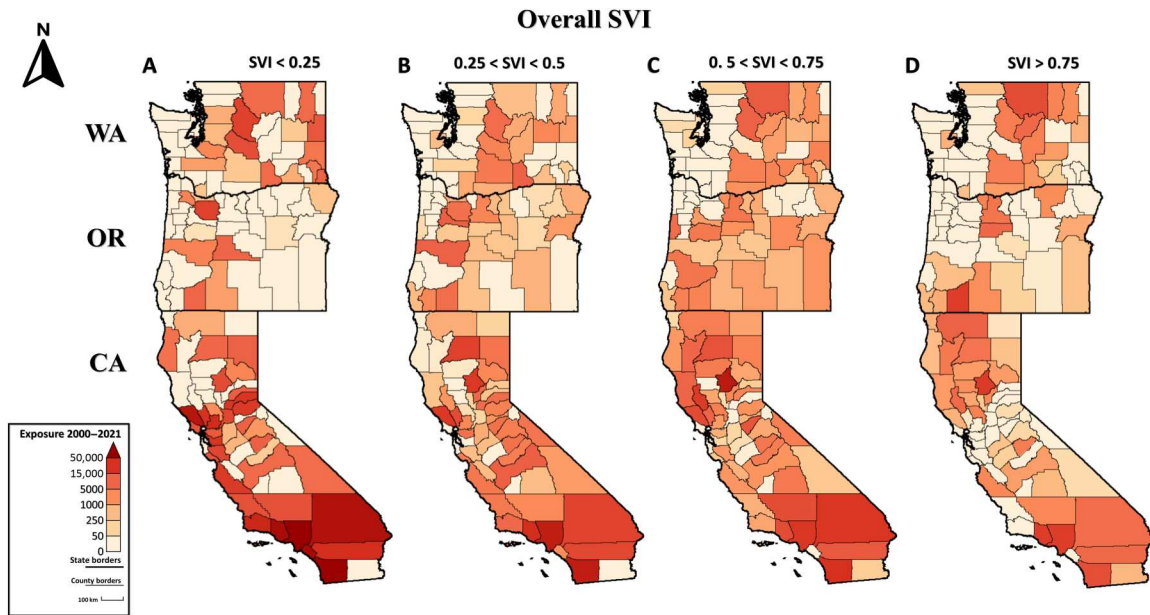 Overall SVI
N
A SVI < 0.25
B 0.25 < SVI < 0.5
C 0.5 < SVI < 0.75
D SVI > 0.75
WA
OR
CA
Exposure 2000–2021
50,000
15,000
5000
1000
250
50
0
State borders
County borders
100 km